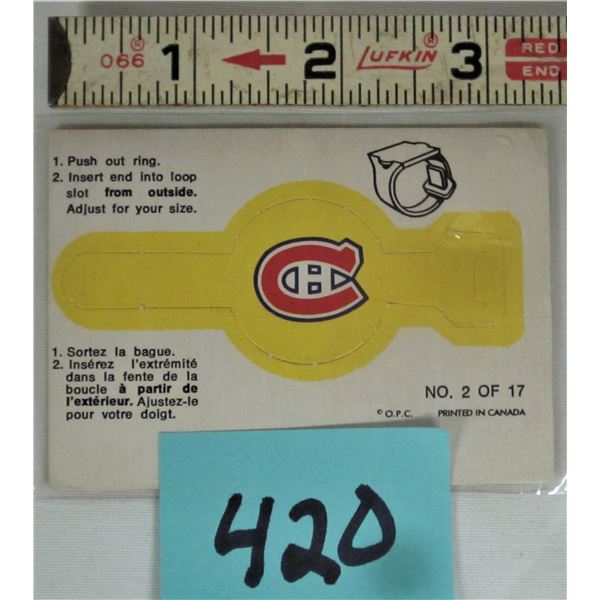 066 ® 1 2 LUFKIN ® 3 RED
END
1. Push out ring.
2. Insert end into loop
slot from outside.
Adjust for your size.
CH
1. Sortez la bague.
2. Insérez l'extrémité
dans la fente de la
boucle à partir de
l'extérieur. Ajustez-le
pour votre doigt.
NO. 2 OF 17
© O.P.C. PRINTED IN CANADA
420